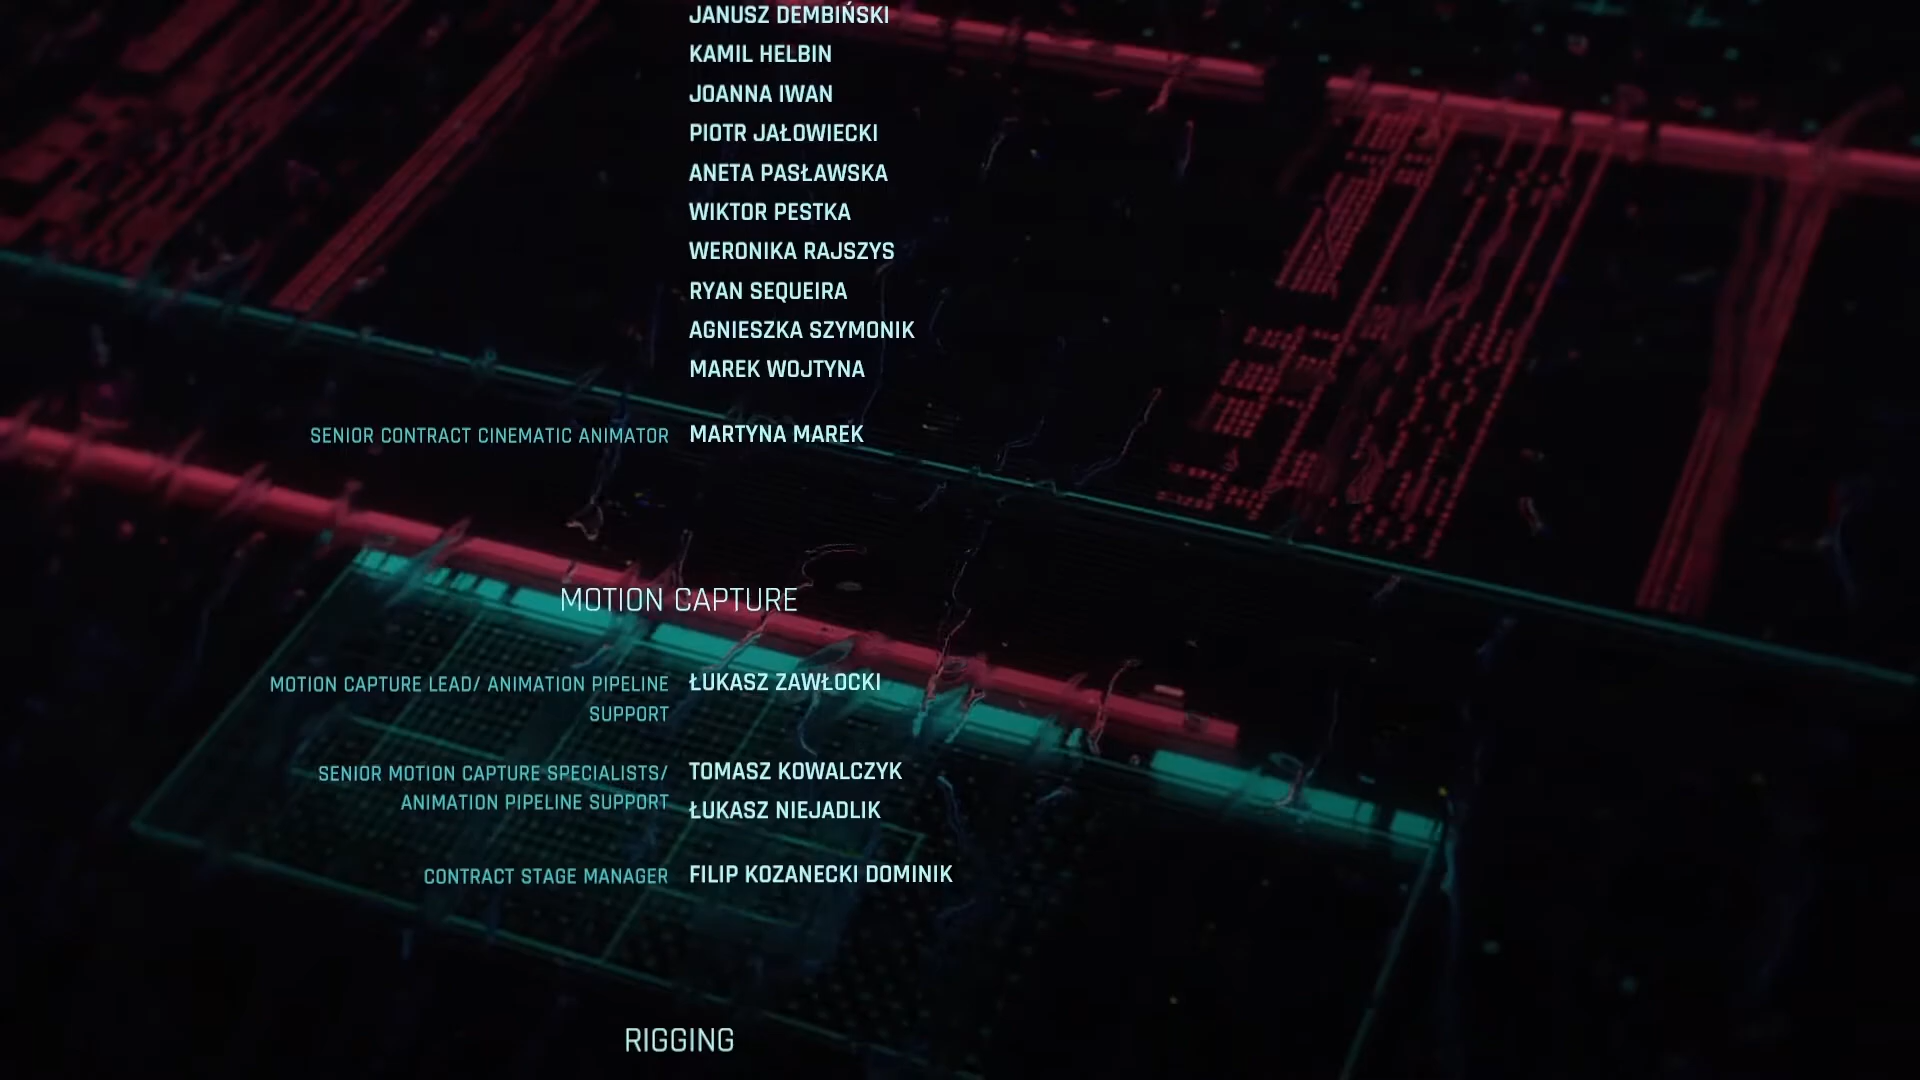 JANUSZ DEMBIŃSKI
KAMIL HELBIN
JOANNA IWAN
PIOTR JAŁOWIECKI
ANETA PASŁAWSKA
WIKTOR PESTKA
WERONIKA RAJSZYS
RYAN SEQUEIRA
AGNIESZKA SZYMONIK
MAREK WOJTYNA
SENIOR CONTRACT CINEMATIC ANIMATOR MARTYNA MAREK
MOTION CAPTURE
MOTION CAPTURE LEAD/ ANIMATION PIPELINE ŁUKASZ ZAWŁOCKI
SUPPORT
SENIOR MOTION CAPTURE SPECIALISTS/ TOMASZ KOWALCZYK
ANIMATION PIPELINE SUPPORT ŁUKASZ NIEJADLIK
CONTRACT STAGE MANAGER FILIP KOZANECKI DOMINIK
RIGGING